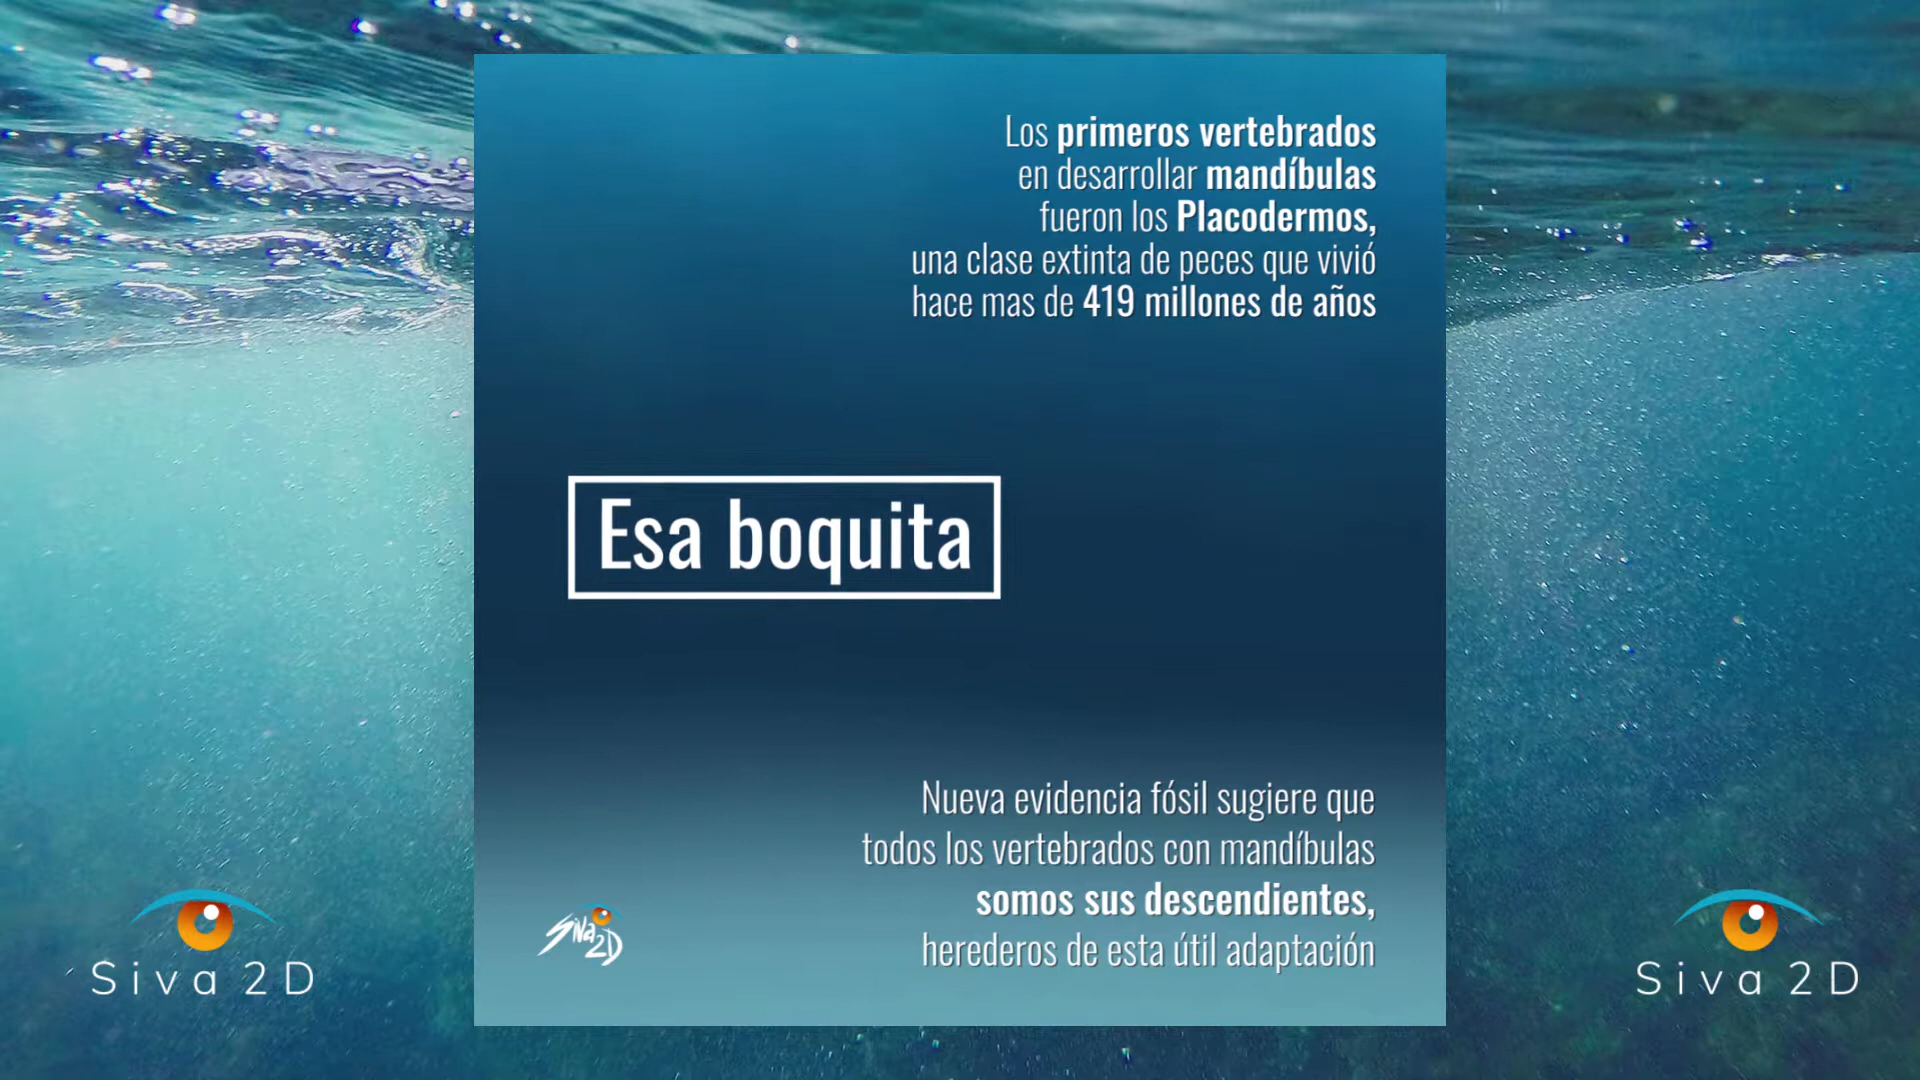 Los primeros vertebrados
en desarrollar mandíbulas
fueron los Placodermos,
una clase extinta de peces que vivió
hace mas de 419 millones de años
Esa boquita
Nueva evidencia fósil sugiere que
todos los vertebrados con mandíbulas
somos sus descendientes,
herederos de esta útil adaptación
Siva2D
Siva 2D
Siva 2D